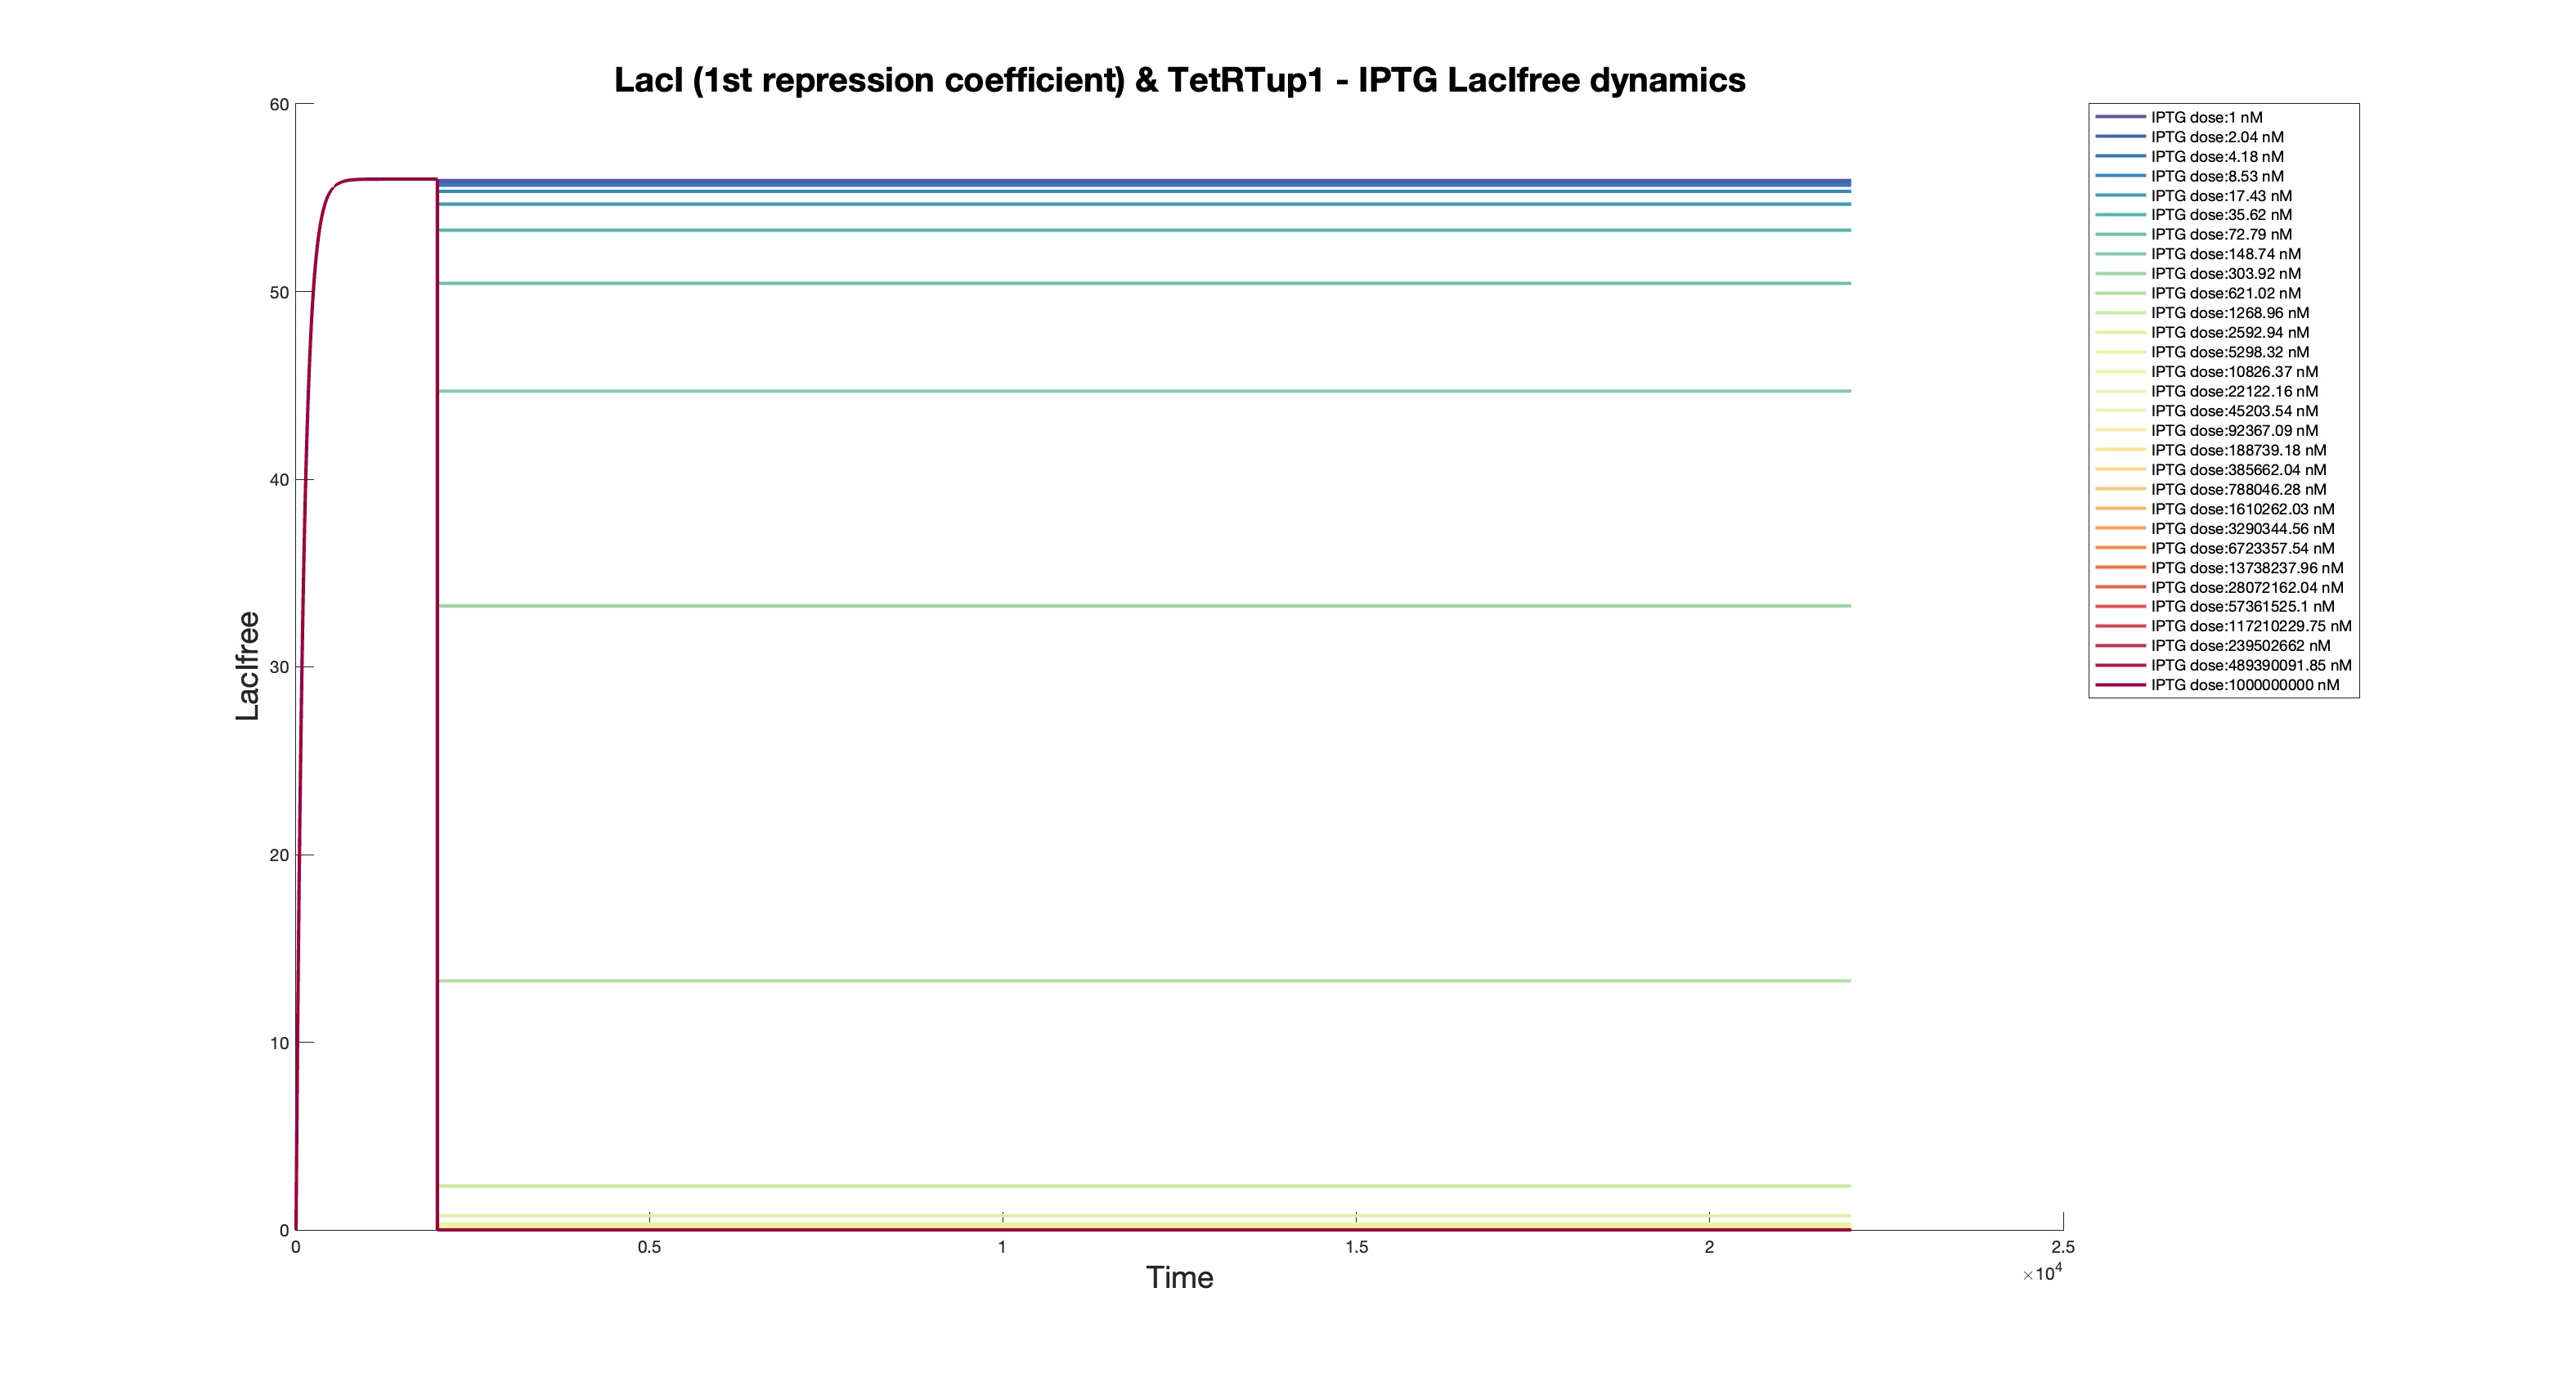 LacI (1st repression coefficient) & TetRTup1 - IPTG LacIfree dynamics
60
50
40
30
20
10
0
LacIfree
0
0.5
1
1.5
2
2.5
×10^4
Time
IPTG dose:1 nM
IPTG dose:2.04 nM
IPTG dose:4.18 nM
IPTG dose:8.53 nM
IPTG dose:17.43 nM
IPTG dose:35.62 nM
IPTG dose:72.79 nM
IPTG dose:148.74 nM
IPTG dose:303.92 nM
IPTG dose:621.02 nM
IPTG dose:1268.96 nM
IPTG dose:2592.94 nM
IPTG dose:5298.32 nM
IPTG dose:10826.37 nM
IPTG dose:22122.16 nM
IPTG dose:45203.54 nM
IPTG dose:92367.09 nM
IPTG dose:188739.18 nM
IPTG dose:385662.04 nM
IPTG dose:788046.28 nM
IPTG dose:1610262.03 nM
IPTG dose:3290344.56 nM
IPTG dose:6723357.54 nM
IPTG dose:13738237.96 nM
IPTG dose:28072162.04 nM
IPTG dose:57361525.1 nM
IPTG dose:117210229.75 nM
IPTG dose:239502662 nM
IPTG dose:489390091.85 nM
IPTG dose:1000000000 nM